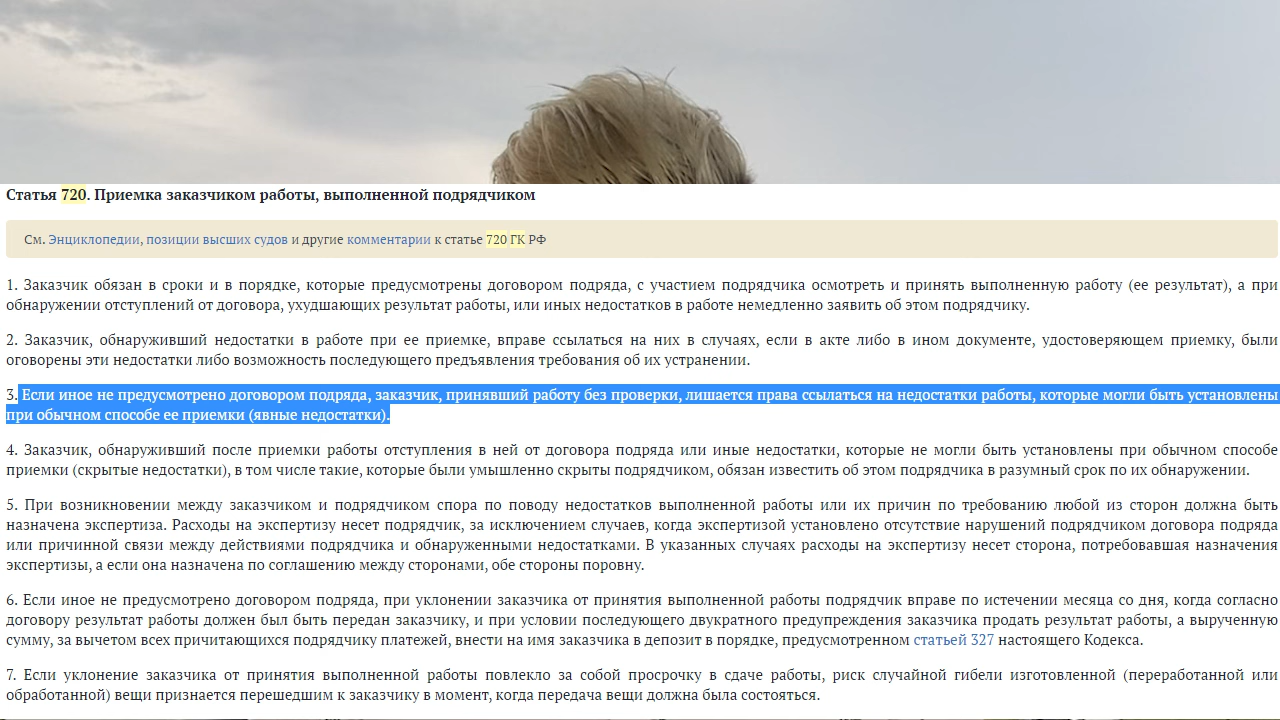 Статья 720. Приемка заказчиком работы, выполненной подрядчиком
См. Энциклопедии, позиции высших судов и другие комментарии к статье 720 ГК РФ
1. Заказчик обязан в сроки и в порядке, которые предусмотрены договором подряда, с участием подрядчика осмотреть и принять выполненную работу (ее результат), а при
обнаружении отступлений от договора, ухудшающих результат работы, или иных недостатков в работе немедленно заявить об этом подрядчику.
2. Заказчик, обнаруживший недостатки в работе при ее приемке, вправе ссылаться на них в случаях, если в акте либо в ином документе, удостоверяющем приемку, были
оговорены эти недостатки либо возможность последующего предъявления требования об их устранении.
3. Если иное не предусмотрено договором подряда, заказчик, принявший работу без проверки, лишается права ссылаться на недостатки работы, которые могли быть установлены
при обычном способе ее приемки (явные недостатки).
4. Заказчик, обнаруживший после приемки работы отступления в ней от договора подряда или иные недостатки, которые не могли быть установлены при обычном способе
приемки (скрытые недостатки), в том числе такие, которые были умышленно скрыты подрядчиком, обязан известить об этом подрядчика в разумный срок по их обнаружении.
5. При возникновении между заказчиком и подрядчиком спора по поводу недостатков выполненной работы или их причин по требованию любой из сторон должна быть
назначена экспертиза. Расходы на экспертизу несет подрядчик, за исключением случаев, когда экспертизой установлено отсутствие нарушений подрядчиком договора подряда
или причинной связи между действиями подрядчика и обнаруженными недостатками. В указанных случаях расходы на экспертизу несет сторона, потребовавшая назначения
экспертизы, а если она назначена по соглашению между сторонами, обе стороны поровну.
6. Если иное не предусмотрено договором подряда, при уклонении заказчика от принятия выполненной работы подрядчик вправе по истечении месяца со дня, когда согласно
договору результат работы должен был быть передан заказчику, и при условии последующего двукратного предупреждения заказчика продать результат работы, а вырученную
сумму, за вычетом всех причитающихся подрядчику платежей, внести на имя заказчика в депозит в порядке, предусмотренном статьей 327 настоящего Кодекса.
7. Если уклонение заказчика от принятия выполненной работы повлекло за собой просрочку в сдаче работы, риск случайной гибели изготовленной (переработанной или
обработанной) вещи признается перешедшим к заказчику в момент, когда передача вещи должна была состояться.